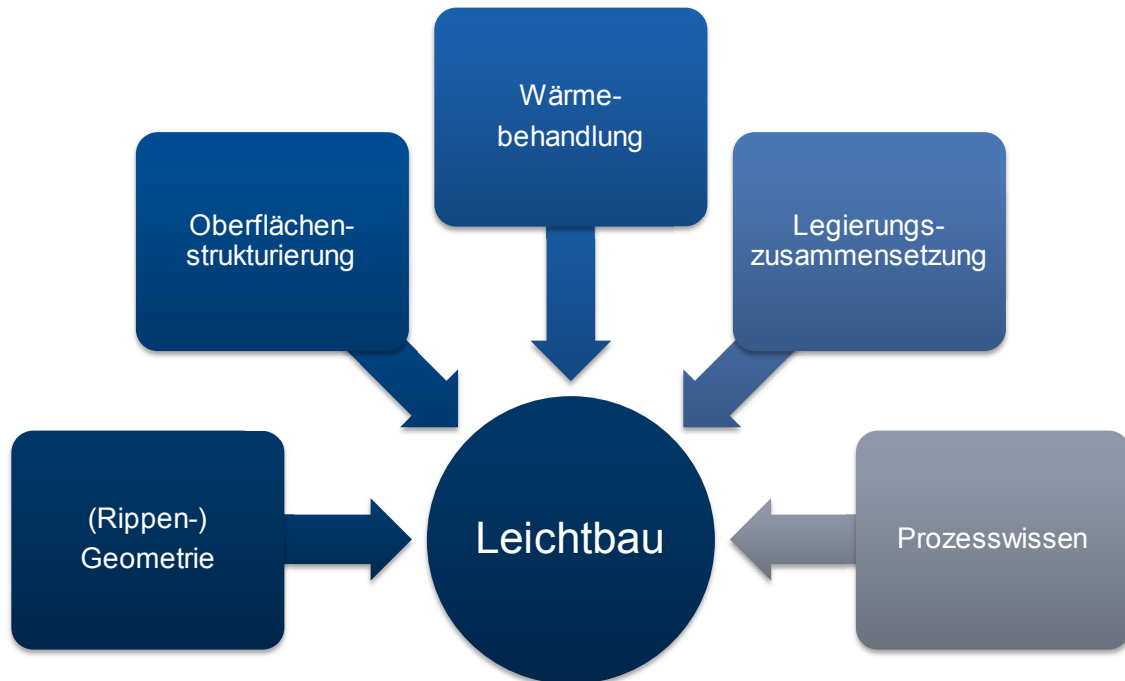 Wärme-
behandlung
Oberflächen-
strukturierung
Legierungs-
zusammensetzung
(Rippen-)
Geometrie
Leichtbau
Prozesswissen